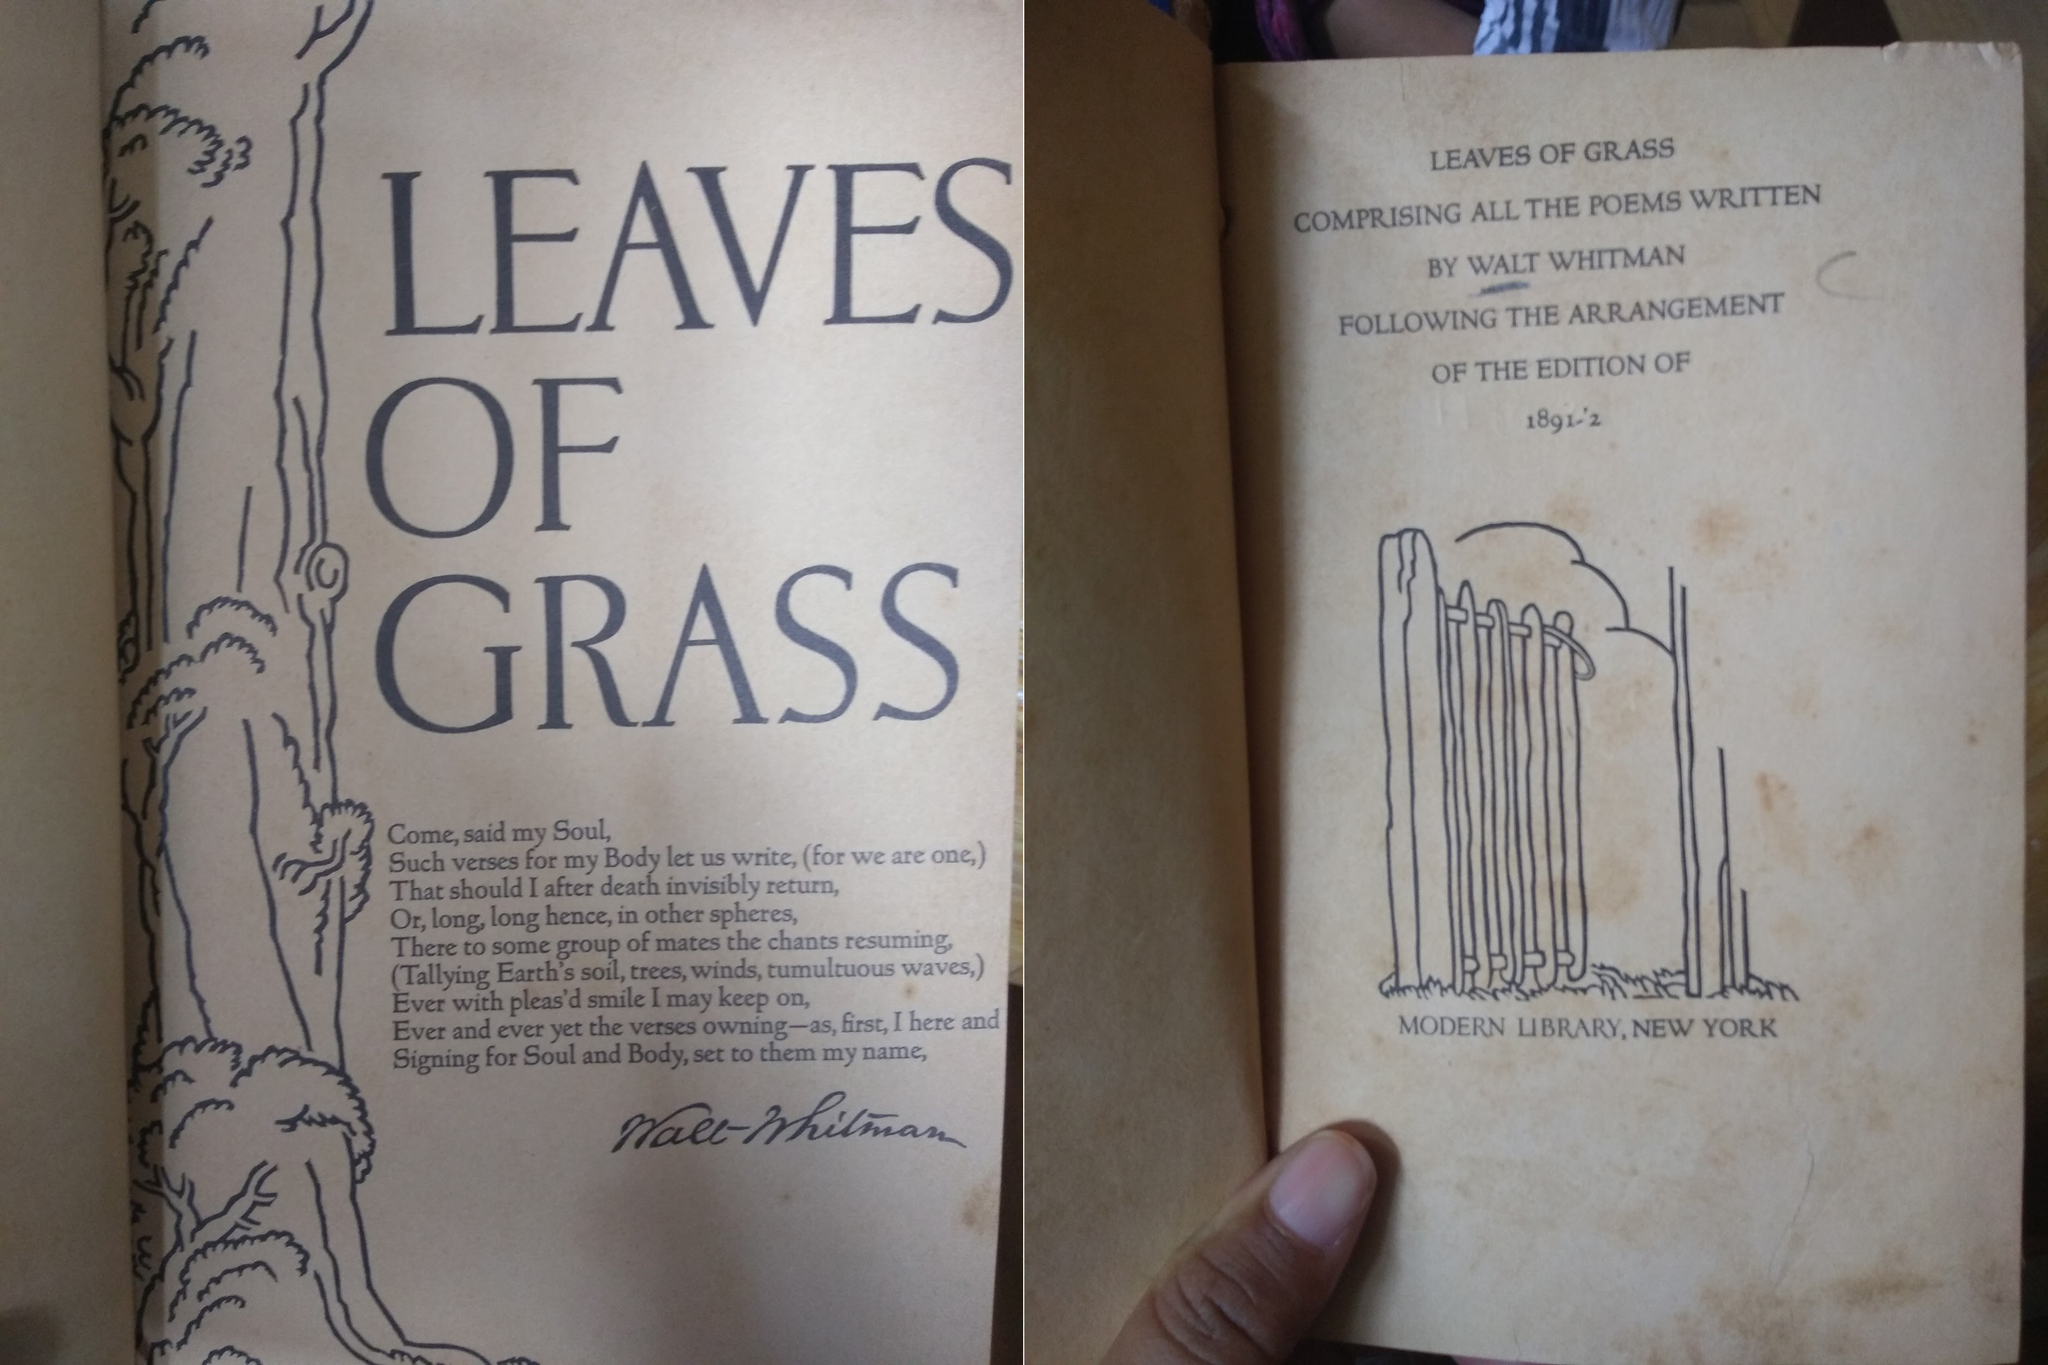 LEAVES
OF
GRASS
Come, said my Soul,
Such verses for my Body let us write, (for we are one,)
That should I after death invisibly return,
Or, long, long hence, in other spheres,
There to some group of mates the chants resuming,
(Tallying Earth's soil, trees, winds, tumultuous waves,)
Ever with pleas'd smile I may keep on,
Ever and ever yet the verses owning—as, first, I here and
Signing for Soul and Body, set to them my name,
Walt Whitman
LEAVES OF GRASS
COMPRISING ALL THE POEMS WRITTEN
BY WALT WHITMAN
FOLLOWING THE ARRANGEMENT
OF THE EDITION OF
1891-'2
MODERN LIBRARY, NEW YORK